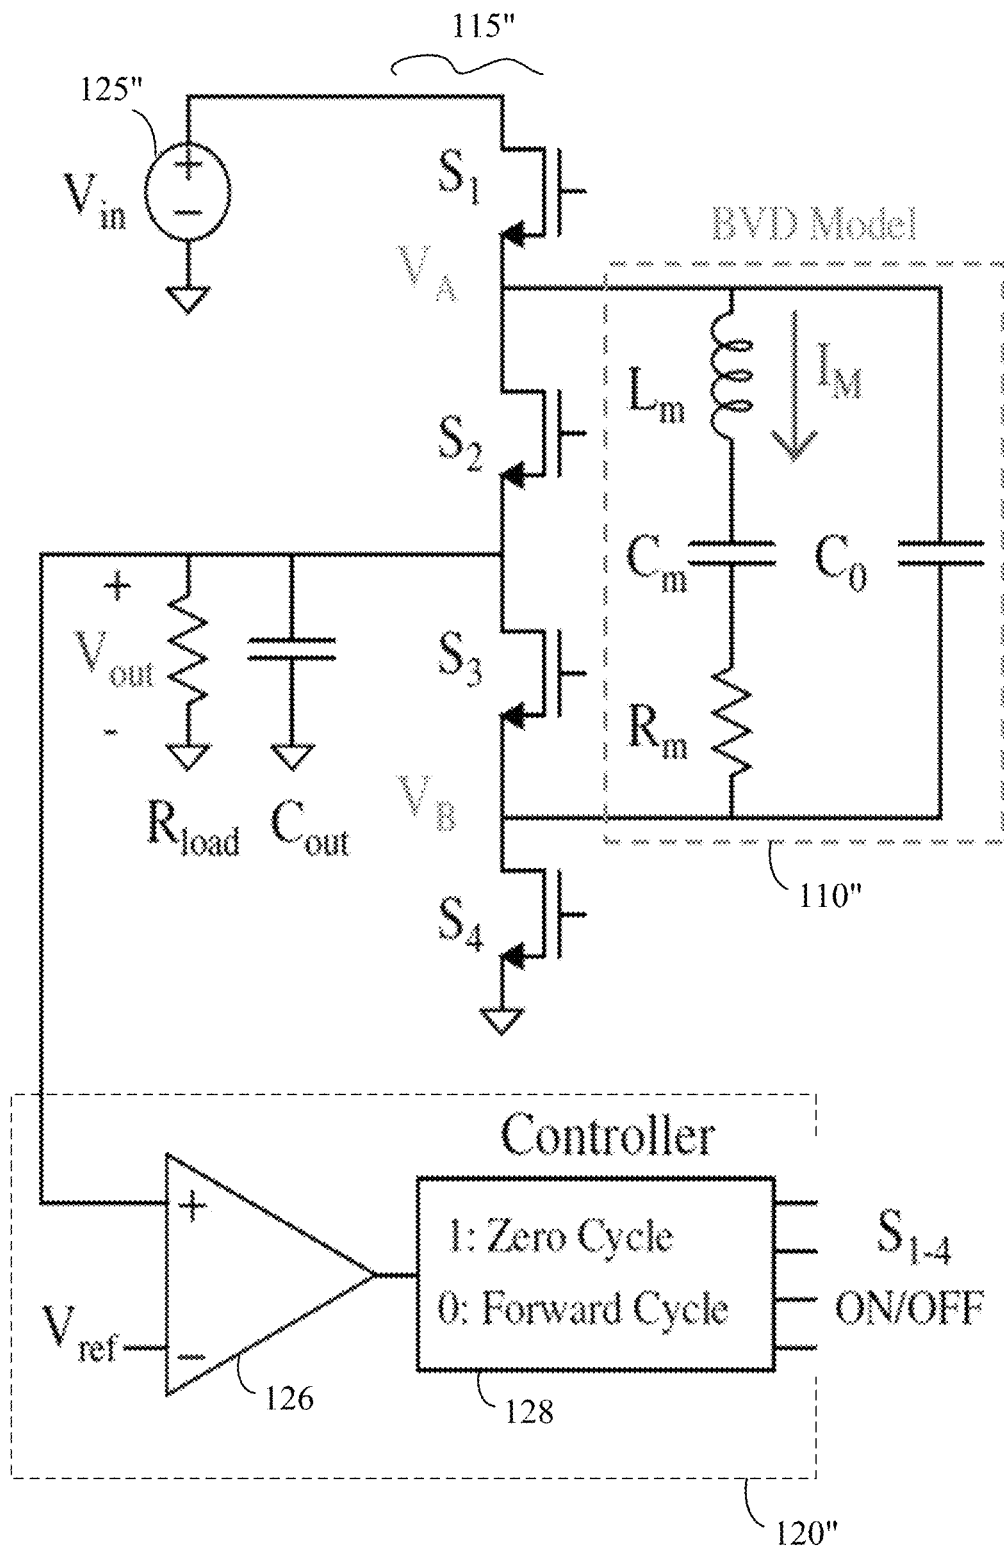 115"
125"
+
V_in
−
S_1
BVD Model
V_A
L_m
I_M
S_2
C_m
C_0
+
V_out
-
S_3
R_m
V_B
R_load
C_out
110"
S_4
Controller
+
1: Zero Cycle
S_1-4
0: Forward Cycle
ON/OFF
V_ref
−
126
128
120"